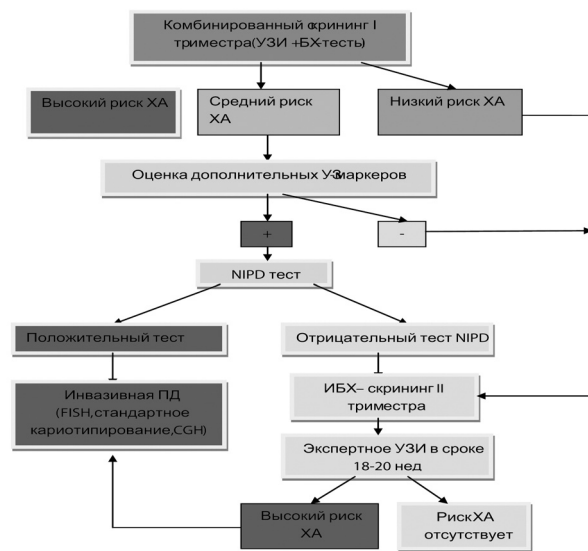 Комбинированный скрининг I
триместра(УЗИ +БХ-тесть)
Высокий риск ХА
Средний риск
ХА
Низкий риск ХА
Оценка дополнительных УЗ-маркеров
+
-
NIPD тест
Положительный тест
Отрицательный тест NIPD
Инвазивная ПД
(FISH,стандартное
кариотипирование,CGH)
ИБХ– скрининг II
триместра
Экспертное УЗИ в сроке
18-20 нед
Высокий риск
ХА
Риск ХА
отсутствует